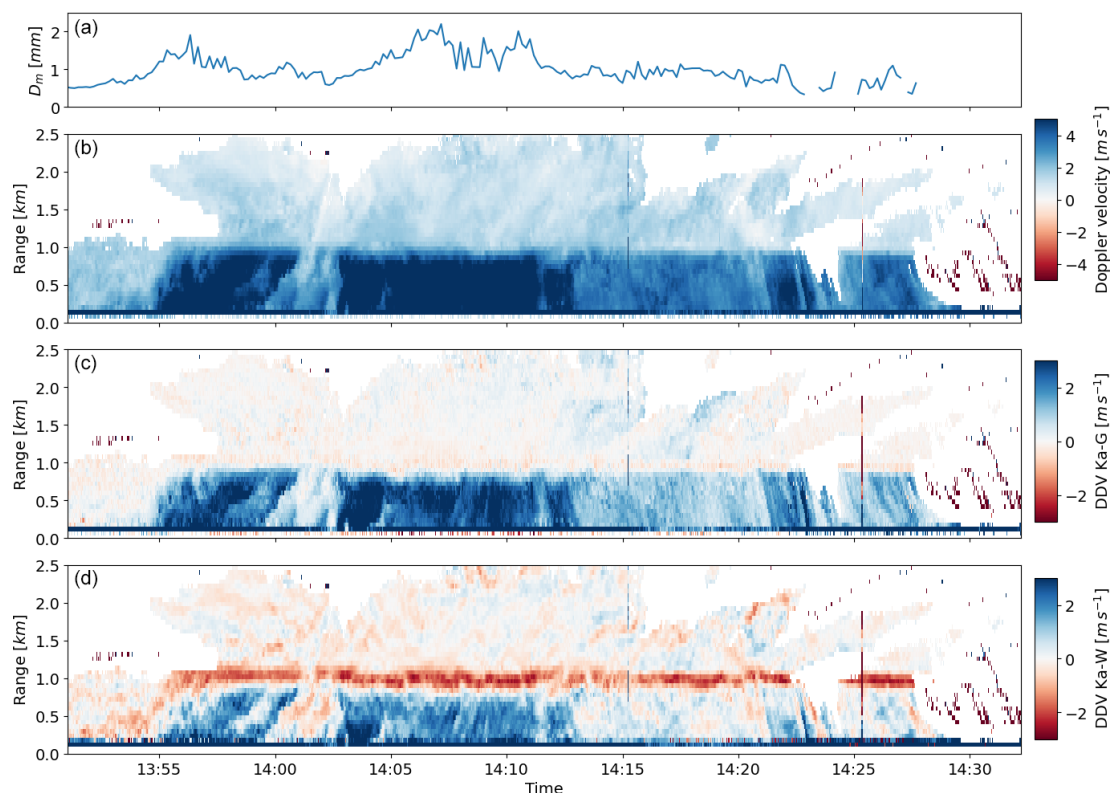 (a)
D_m [mm]
2
1
0
(b)
Range [km]
2.5
2.0
1.5
1.0
0.5
0.0
Doppler velocity [m s⁻¹]
4
2
0
−2
−4
(c)
Range [km]
2.5
2.0
1.5
1.0
0.5
0.0
DDV Ka-G [m s⁻¹]
2
0
−2
(d)
Range [km]
2.5
2.0
1.5
1.0
0.5
0.0
DDV Ka-W [m s⁻¹]
2
0
−2
13:55 14:00 14:05 14:10 14:15 14:20 14:25 14:30
Time